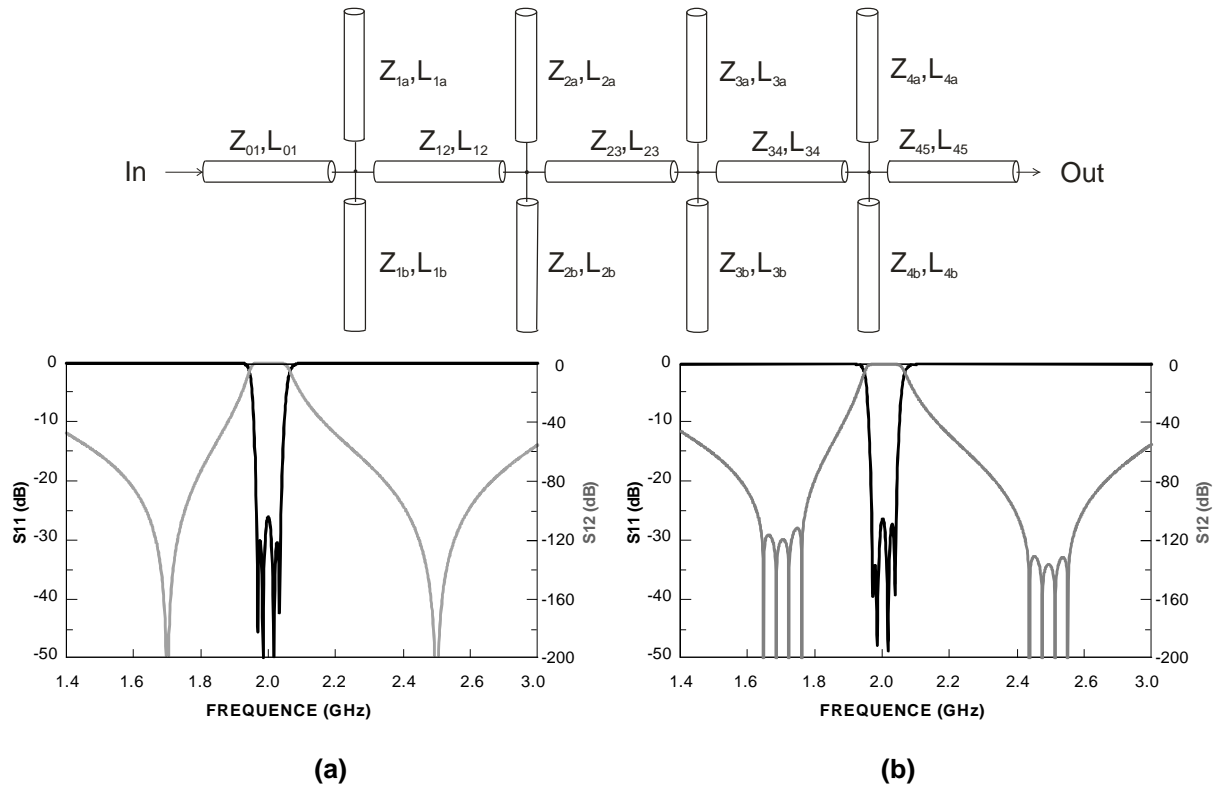 Z1a,L1a Z2a,L2a Z3a,L3a Z4a,L4a
In Z01,L01 Z12,L12 Z23,L23 Z34,L34 Z45,L45 Out
Z1b,L1b Z2b,L2b Z3b,L3b Z4b,L4b
0
-10
-20
-30
-40
-50
S11 (dB)
0
-40
-80
-120
-160
-200
S12 (dB)
1.4 1.6 1.8 2.0 2.2 2.4 2.6 3.0
FREQUENCE (GHz)
(a)
0
-10
-20
-30
-40
-50
S11 (dB)
0
-40
-80
-120
-160
-200
S12 (dB)
1.4 1.6 1.8 2.0 2.2 2.4 2.6 3.0
FREQUENCE (GHz)
(b)